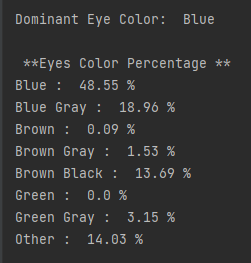 Dominant Eye Color:  Blue
 **Eyes Color Percentage **
Blue :  48.55 %
Blue Gray :  18.96 %
Brown :  0.09 %
Brown Gray :  1.53 %
Brown Black :  13.69 %
Green :  0.0 %
Green Gray :  3.15 %
Other :  14.03 %